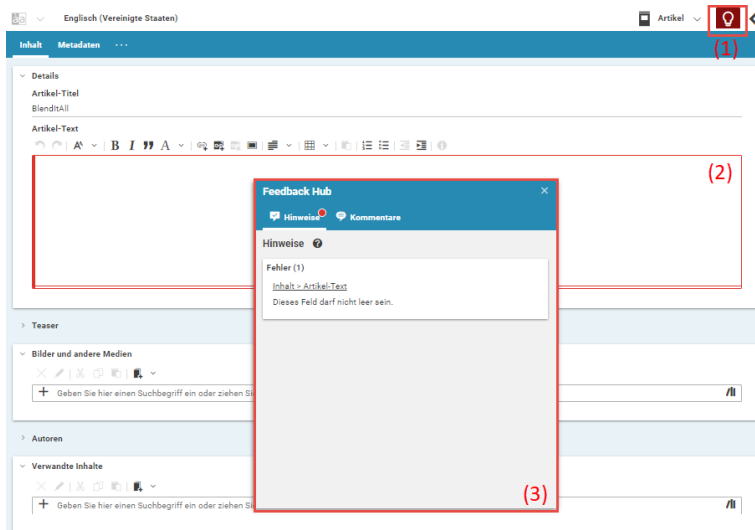 Englisch (Vereinigte Staaten)
Artikel
(1)
Inhalt Metadaten ...
Details
Artikel-Titel
BlendItAll
Artikel-Text
(2)
Feedback Hub
Hinweise Kommentare
Hinweise
Fehler (1)
Inhalt > Artikel-Text
Dieses Feld darf nicht leer sein.
Teaser
Bilder und andere Medien
Geben Sie hier einen Suchbegriff ein oder ziehen Si
Autoren
Verwandte Inhalte
(3)
Geben Sie hier einen Suchbegriff ein oder ziehen Si